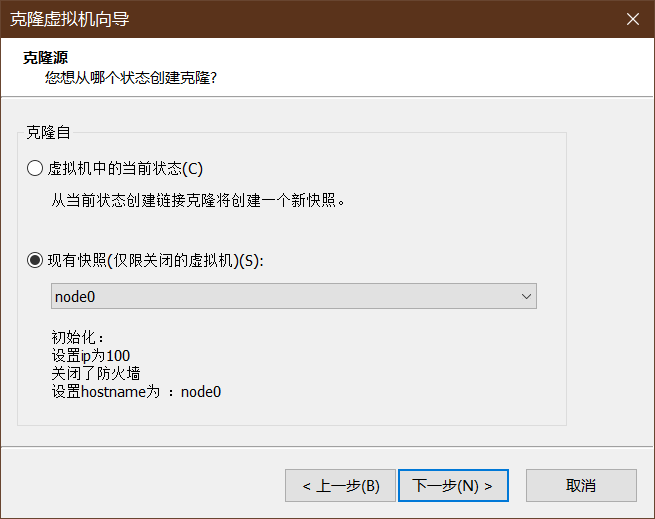 克隆虚拟机向导
克隆源
您想从哪个状态创建克隆?
克隆自
虚拟机中的当前状态(C)
从当前状态创建链接克隆将创建一个新快照。
现有快照(仅限关闭的虚拟机)(S):
node0
初始化：
设置ip为100
关闭了防火墙
设置hostname为 ：node0
< 上一步(B)
下一步(N) >
取消